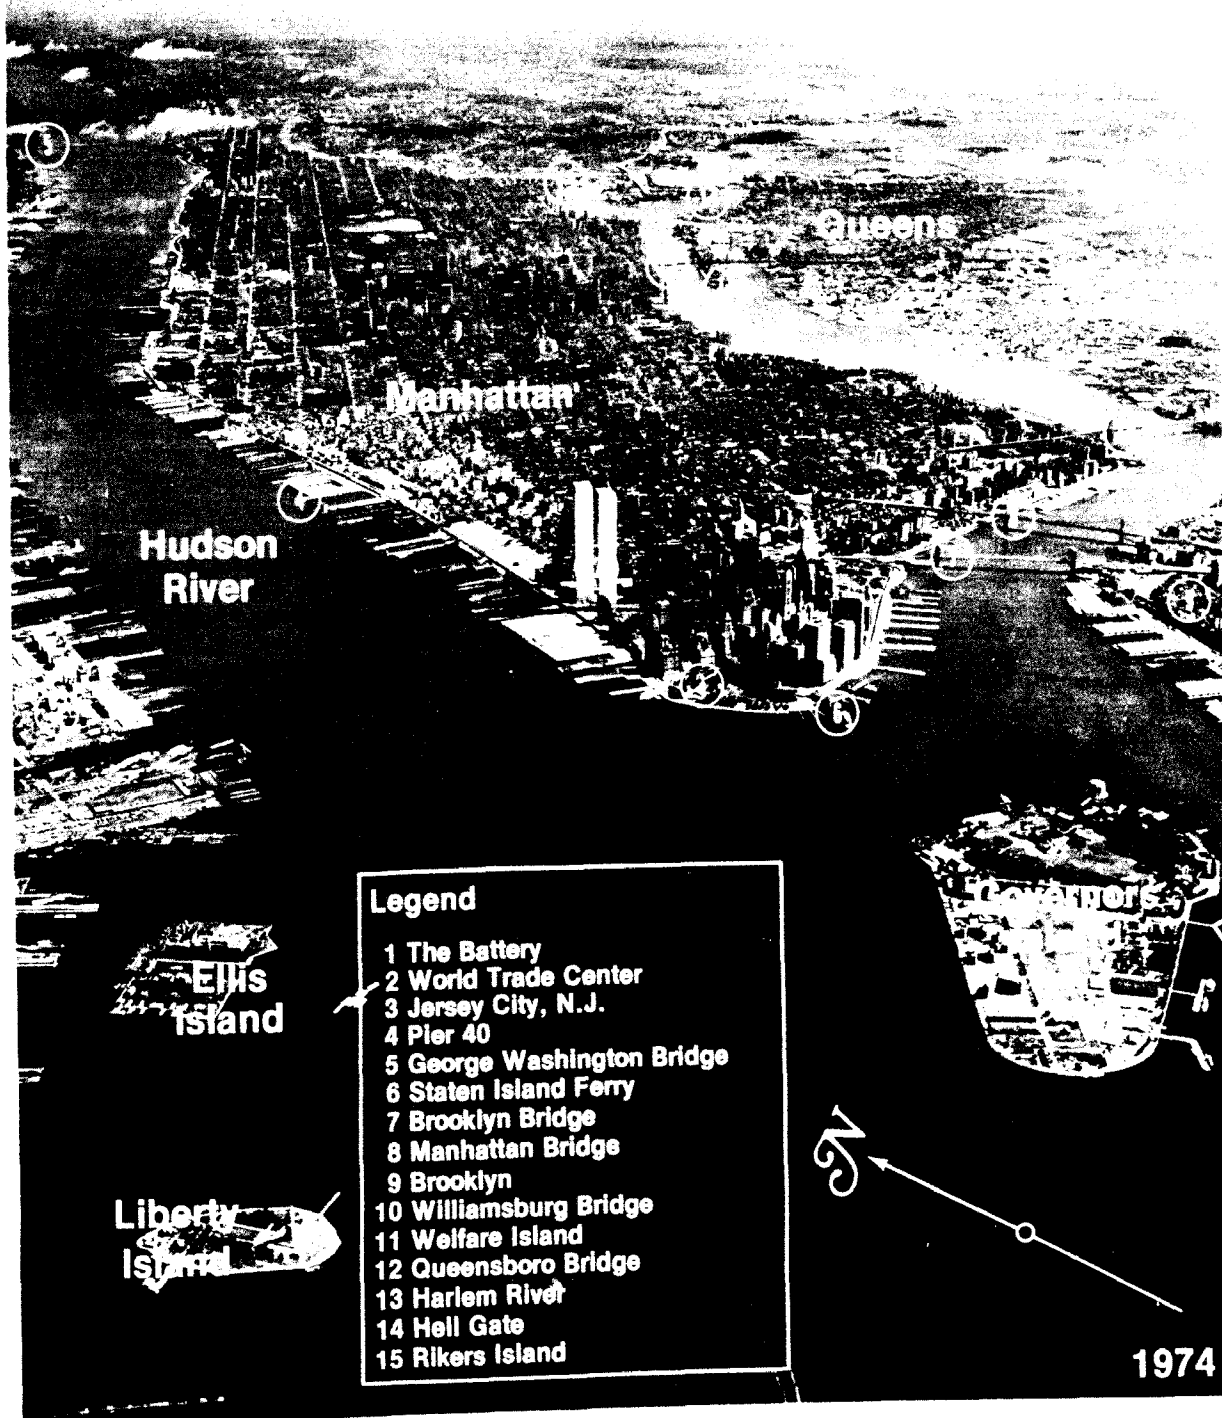 Queens
Manhattan
4
Hudson
River
6
Governors
Legend
1 The Battery
2 World Trade Center
3 Jersey City, N.J.
4 Pier 40
5 George Washington Bridge
6 Staten Island Ferry
7 Brooklyn Bridge
8 Manhattan Bridge
9 Brooklyn
10 Williamsburg Bridge
11 Welfare Island
12 Queensboro Bridge
13 Harlem River
14 Hell Gate
15 Rikers Island
Ellis
Island
Liberty
Island
N
1974